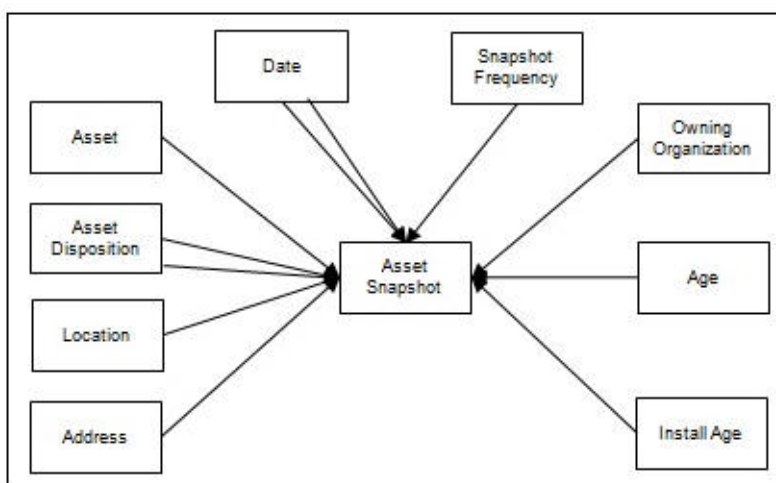 Date
Snapshot
Frequency
Asset
Owning
Organization
Asset
Disposition
Asset
Snapshot
Age
Location
Address
Install Age